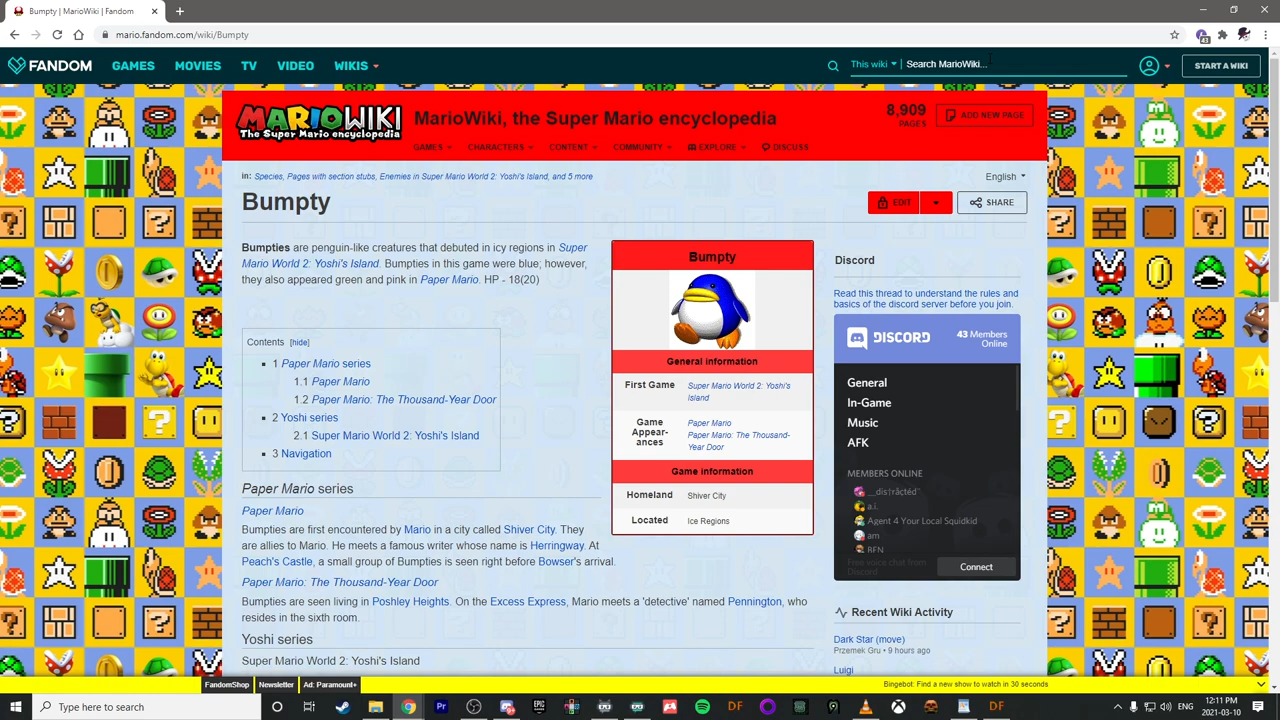 Bumpty | MarioWiki | Fandom
mario.fandom.com/wiki/Bumpty
43
FANDOM GAMES MOVIES TV VIDEO WIKIS This wiki Search MarioWiki... START A WIKI
MARIOWIKI
The Super Mario encyclopedia
MarioWiki, the Super Mario encyclopedia
8,909
PAGES
ADD NEW PAGE
GAMES CHARACTERS CONTENT COMMUNITY EXPLORE DISCUSS
in: Species, Pages with section stubs, Enemies in Super Mario World 2: Yoshi's Island, and 5 more
English
Bumpty
EDIT
SHARE
Bumpties are penguin-like creatures that debuted in icy regions in Super
Mario World 2: Yoshi's Island. Bumpties in this game were blue; however,
they also appeared green and pink in Paper Mario. HP - 18(20)
Contents [hide]
1 Paper Mario series
1.1 Paper Mario
1.2 Paper Mario: The Thousand-Year Door
2 Yoshi series
2.1 Super Mario World 2: Yoshi's Island
3 Navigation
Paper Mario series
Paper Mario
Bumpties are first encountered by Mario in a city called Shiver City. They
are allies to Mario. He meets a famous writer whose name is Herringway. At
Peach's Castle, a small group of Bumpties is seen right before Bowser's arrival.
Paper Mario: The Thousand-Year Door
Bumpties are seen living in Poshley Heights. On the Excess Express, Mario meets a 'detective' named Pennington, who
resides in the sixth room.
Yoshi series
Super Mario World 2: Yoshi's Island
Bumpty
General information
First Game Super Mario World 2: Yoshi's
Island
Game
Appear-
ances
Paper Mario
Paper Mario: The Thousand-
Year Door
Game information
Homeland Shiver City
Located Ice Regions
Discord
Read this thread to understand the rules and
basics of the discord server before you join.
DISCORD
43 Members
Online
General
In-Game
Music
AFK
MEMBERS ONLINE
a.i.
Agent 4 Your Local Squidkid
am
BFN
Free voice chat from
Discord
Connect
Recent Wiki Activity
Dark Star (move)
Przemek Gru • 9 hours ago
Luigi
FandomShop Newsletter Ad: Paramount+
Bingebot: Find a new show to watch in 30 seconds
Type here to search
Pr
DF
DF
ENG
12:11 PM
2021-03-10